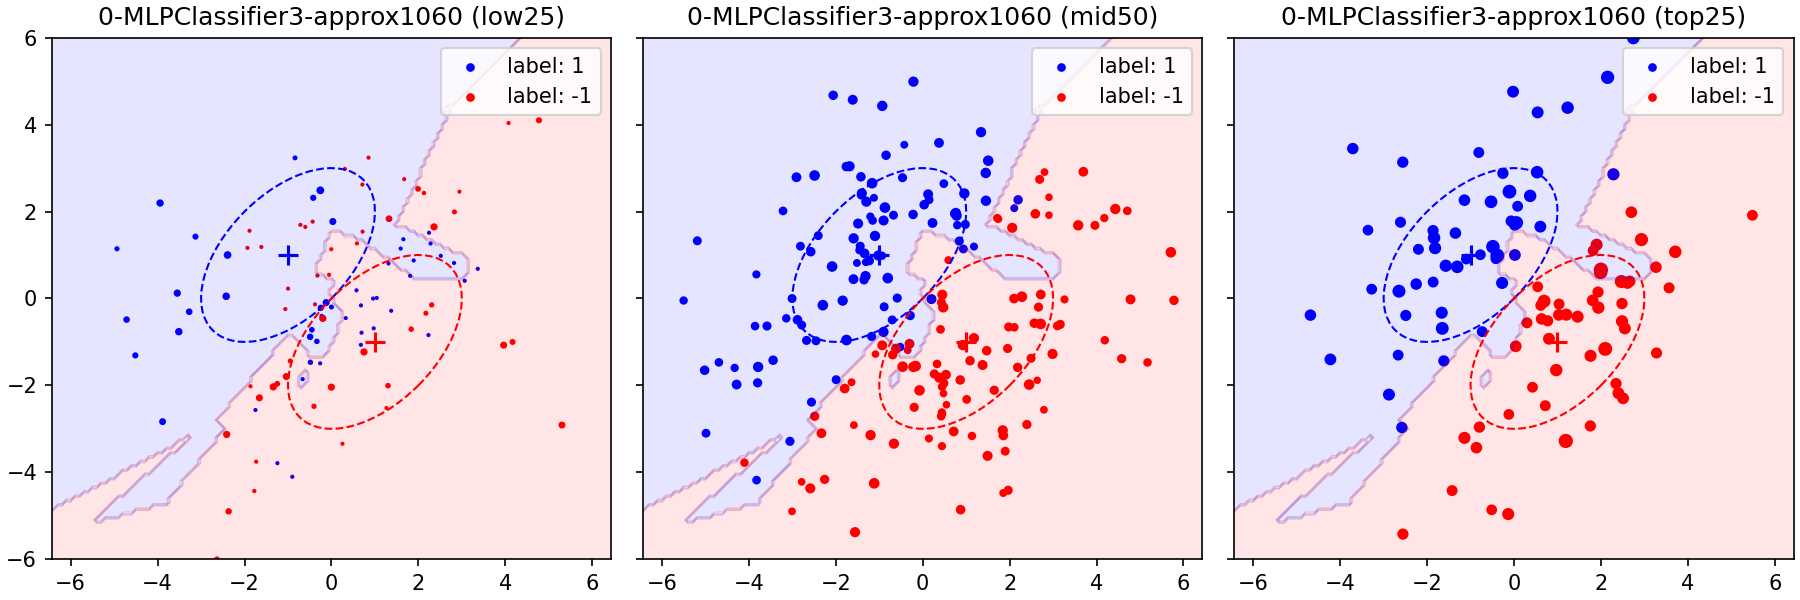 0-MLPClassifier3-approx1060 (low25)
label: 1
label: -1
6
4
2
0
−2
−4
−6
−6 −4 −2 0 2 4 6
0-MLPClassifier3-approx1060 (mid50)
label: 1
label: -1
−6 −4 −2 0 2 4 6
0-MLPClassifier3-approx1060 (top25)
label: 1
label: -1
−6 −4 −2 0 2 4 6